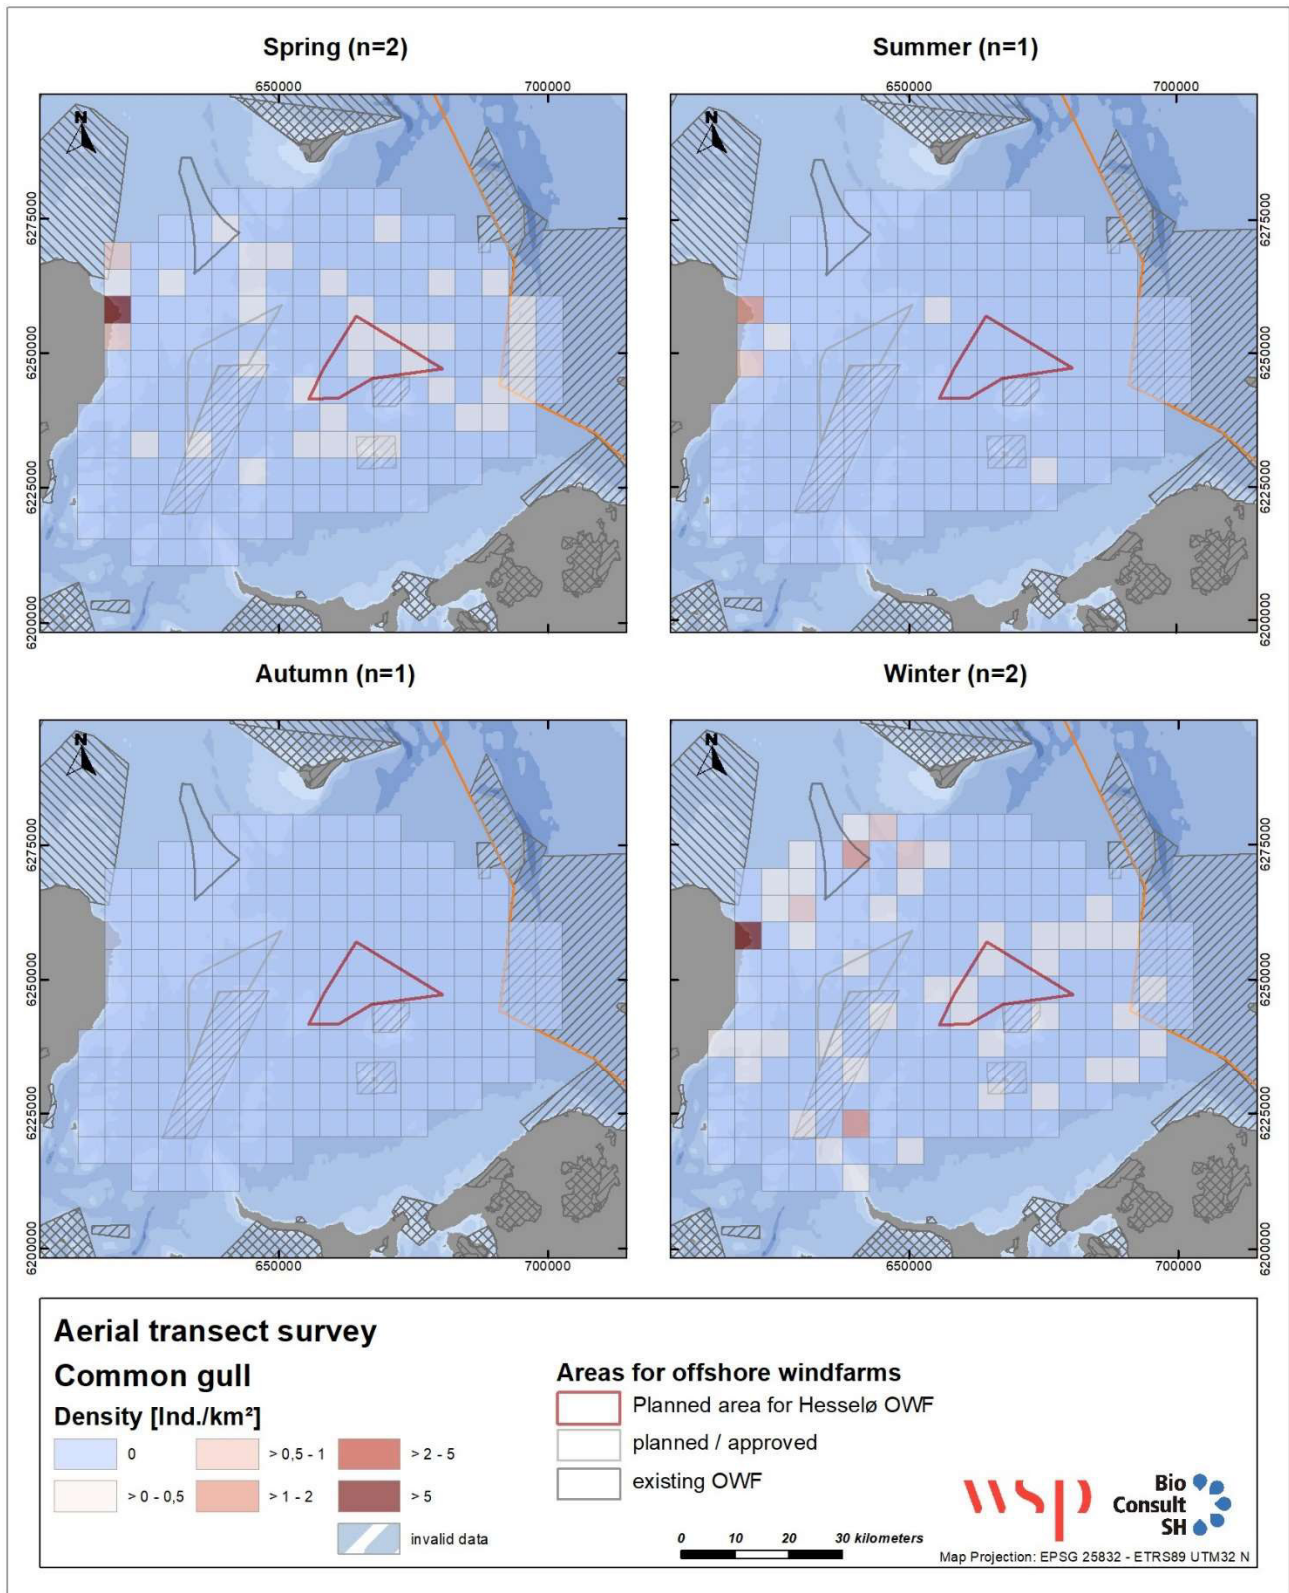 Spring (n=2)
Summer (n=1)
650000
700000
650000
700000
N
N
6275000
6250000
6225000
6200000
6275000
6250000
6225000
6200000
Autumn (n=1)
Winter (n=2)
N
N
6275000
6250000
6225000
6200000
6275000
6250000
6225000
6200000
650000
700000
650000
700000
Aerial transect survey
Common gull
Density [Ind./km²]
0
> 0,5 - 1
> 2 - 5
> 0 - 0,5
> 1 - 2
> 5
invalid data
Areas for offshore windfarms
Planned area for Hesselø OWF
planned / approved
existing OWF
0 10 20 30 kilometers
wsp
Bio
Consult
SH
Map Projection: EPSG 25832 - ETRS89 UTM32 N